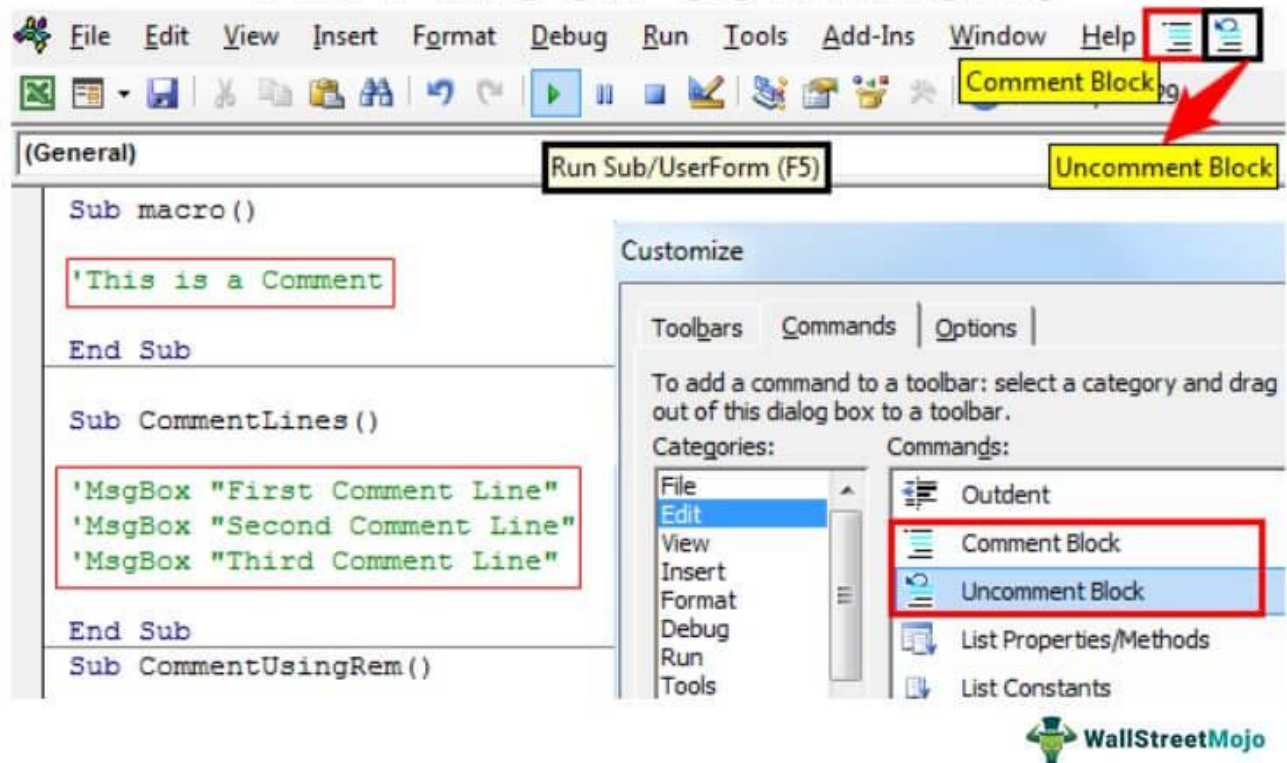 File Edit View Insert Format Debug Run Tools Add-Ins Window Help
Comment Block
29
(General)
Run Sub/UserForm (F5)
Uncomment Block
Sub macro()
'This is a Comment
End Sub
Sub CommentLines()
'MsgBox "First Comment Line"
'MsgBox "Second Comment Line"
'MsgBox "Third Comment Line"
End Sub
Sub CommentUsingRem()
Customize
Toolbars Commands Options
To add a command to a toolbar: select a category and drag
out of this dialog box to a toolbar.
Categories:
File
Edit
View
Insert
Format
Debug
Run
Tools
Commands:
Outdent
Comment Block
Uncomment Block
List Properties/Methods
List Constants
WallStreetMojo